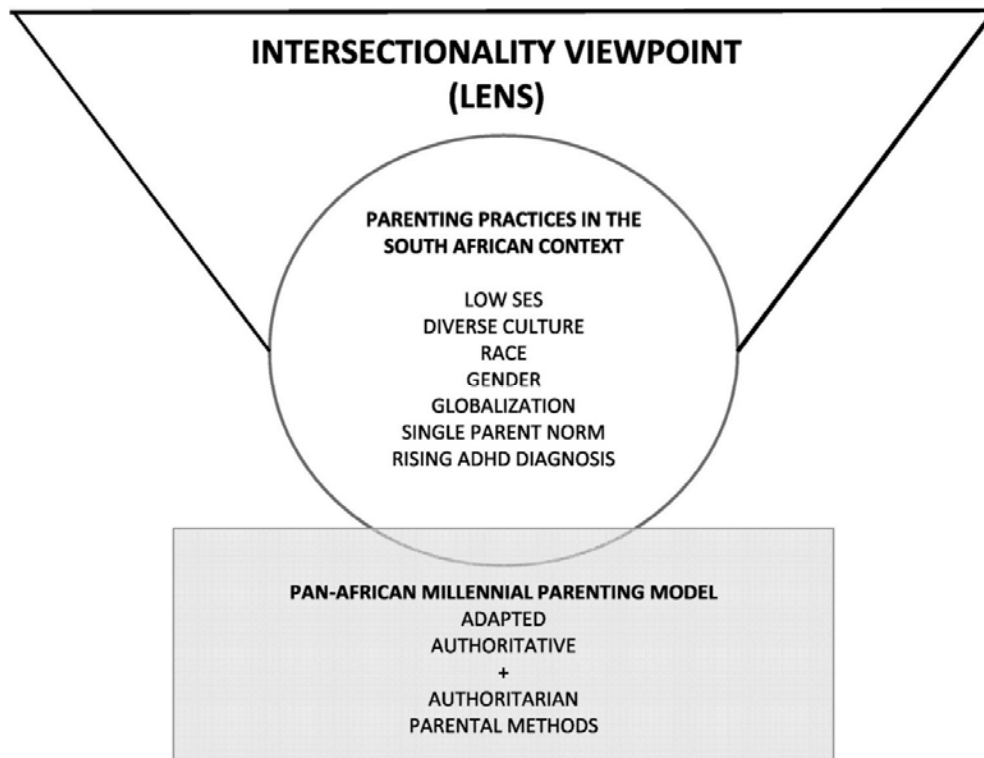 INTERSECTIONALITY VIEWPOINT
(LENS)
PARENTING PRACTICES IN THE
SOUTH AFRICAN CONTEXT
LOW SES
DIVERSE CULTURE
RACE
GENDER
GLOBALIZATION
SINGLE PARENT NORM
RISING ADHD DIAGNOSIS
PAN-AFRICAN MILLENNIAL PARENTING MODEL
ADAPTED
AUTHORITATIVE
+
AUTHORITARIAN
PARENTAL METHODS